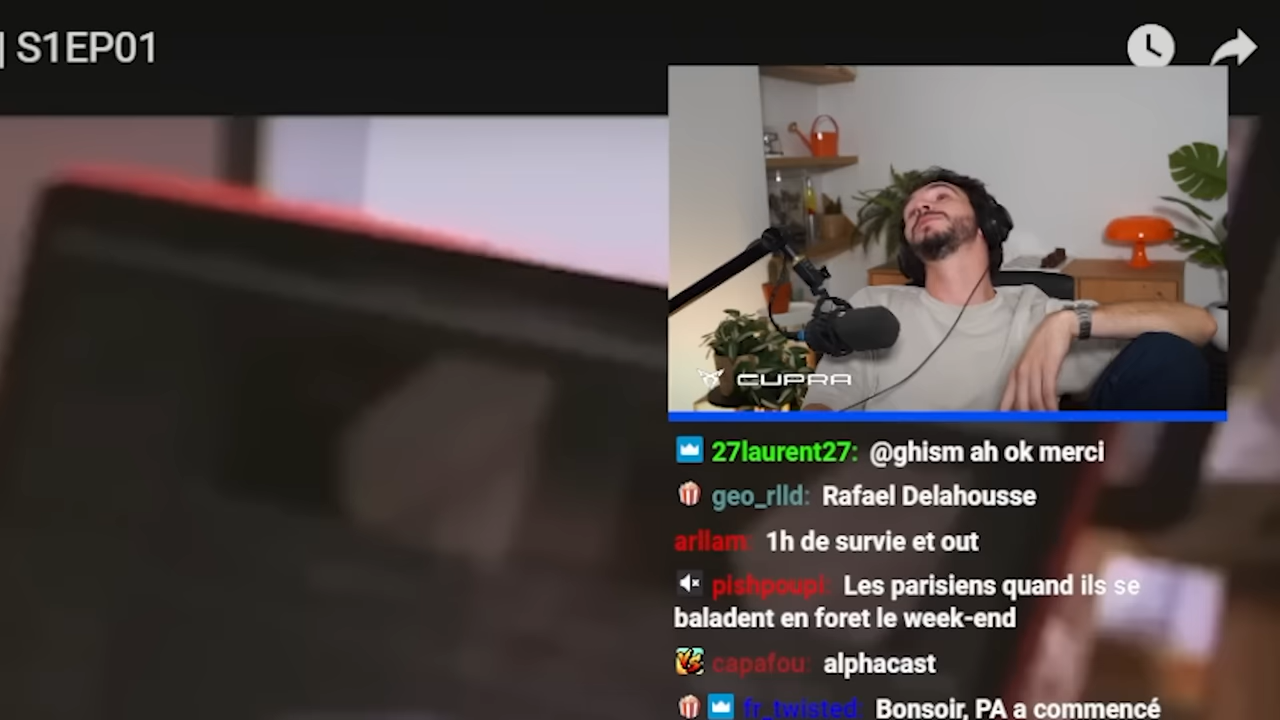 | S1EP01
CUPRA
27laurent27: @ghism ah ok merci
geo_rlld: Rafael Delahousse
arllam: 1h de survie et out
pishpoupi: Les parisiens quand ils se
baladent en foret le week-end
capafou: alphacast
fr_twisted: Bonsoir, PA a commencé